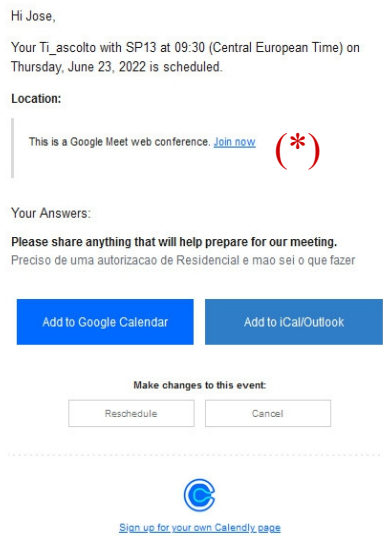 Hi Jose,
Your Ti_ascolto with SP13 at 09:30 (Central European Time) on
Thursday, June 23, 2022 is scheduled.
Location:
This is a Google Meet web conference. Join now (*)
Your Answers:
Please share anything that will help prepare for our meeting.
Preciso de uma autorizacao de Residencial e mao sei o que fazer
Add to Google Calendar Add to iCal/Outlook
Make changes to this event:
Reschedule Cancel
Sign up for your own Calendly page